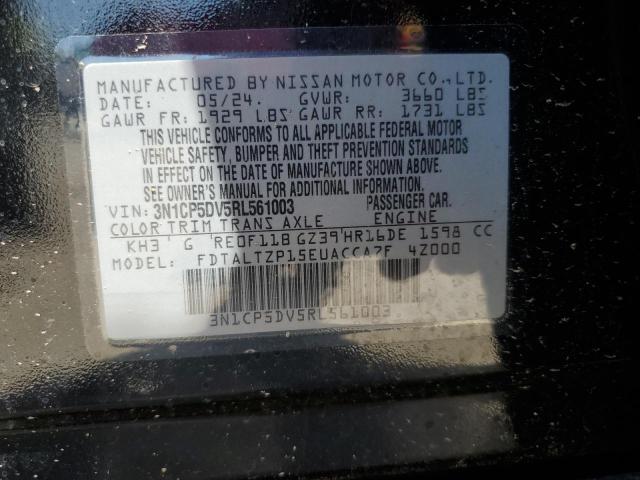 MANUFACTURED BY NISSAN MOTOR CO.,LTD.
DATE: 05/24. GVWR: 3660 LBS
GAWR FR: 1929 LBS GAWR RR: 1731 LBS
THIS VEHICLE CONFORMS TO ALL APPLICABLE FEDERAL MOTOR
VEHICLE SAFETY, BUMPER AND THEFT PREVENTION STANDARDS
IN EFFECT ON THE DATE OF MANUFACTURE SHOWN ABOVE.
SEE OWNER'S MANUAL FOR ADDITIONAL INFORMATION.
VIN: 3N1CP5DV5RL561003 PASSENGER CAR.
COLOR TRIM TRANS AXLE ENGINE
KH3 G RE0F11B GZ39 HR16DE 1598 CC
FDTALTZP15EUACCA7F 4Z000
3N1CP5DV5RL561003